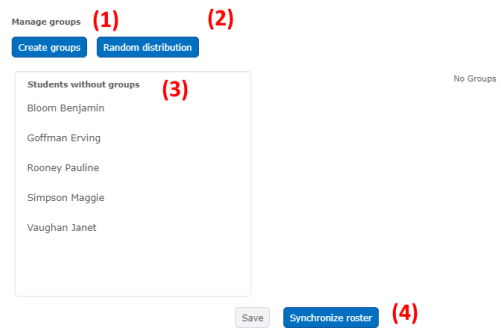 Manage groups (1) (2)
Create groups Random distribution
Students without groups (3) No Groups
Bloom Benjamin
Goffman Erving
Rooney Pauline
Simpson Maggie
Vaughan Janet
Save Synchronize roster (4)